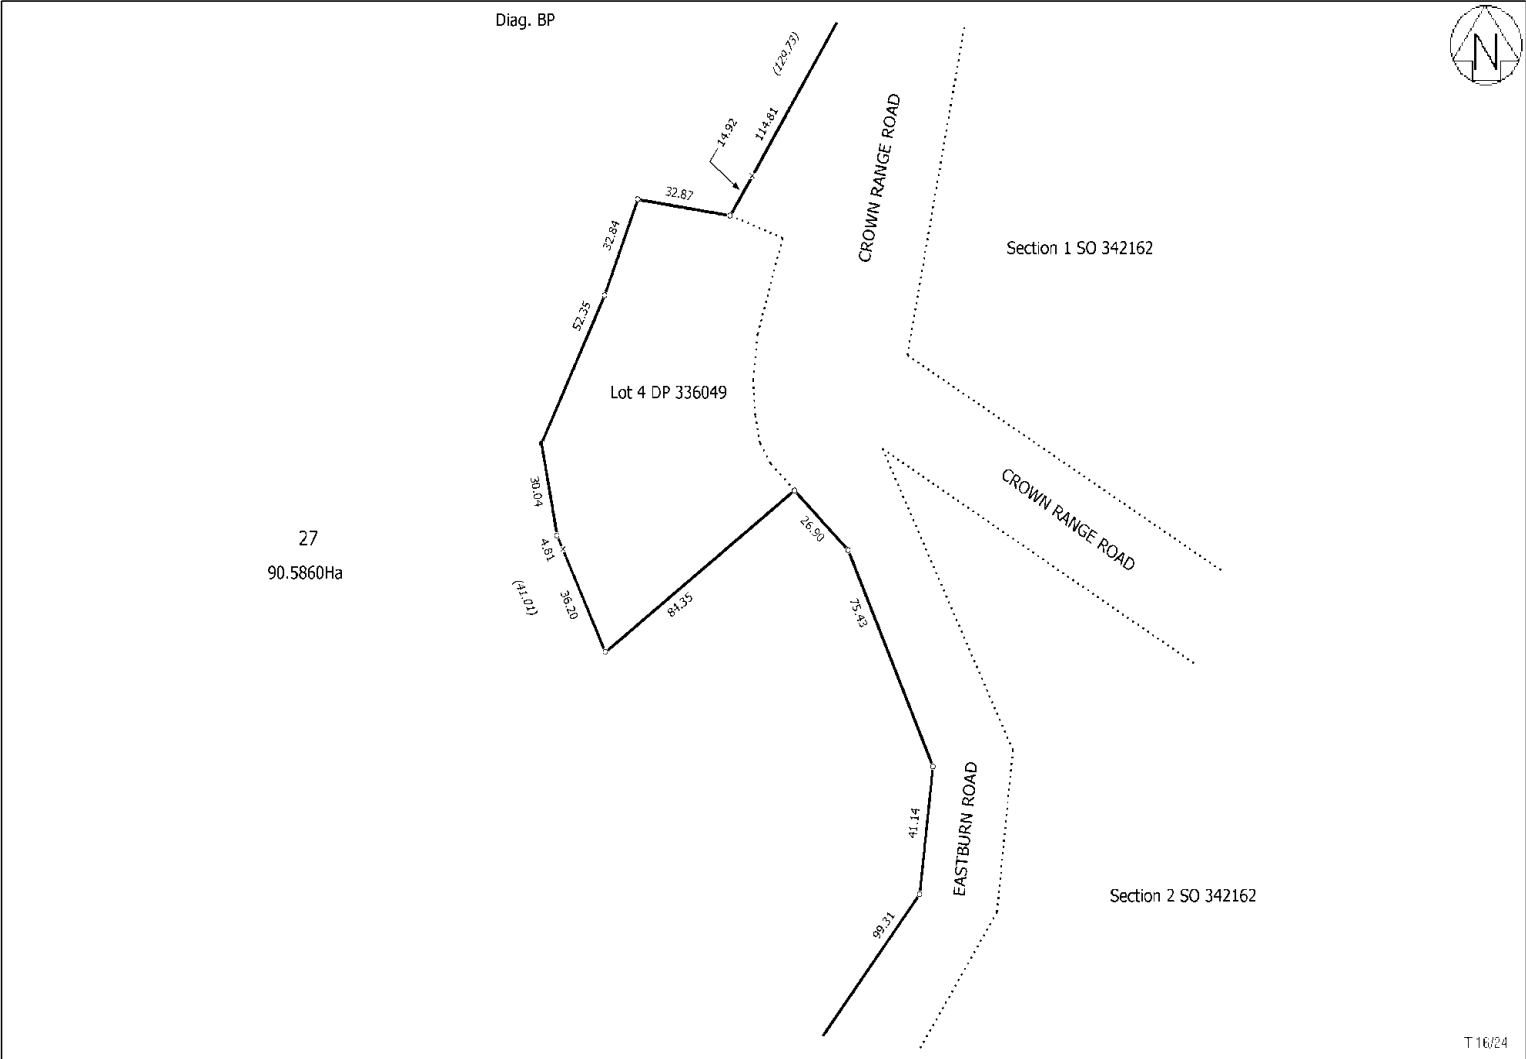 Diag. BP
N
(129.73)
114.81
14.92
CROWN RANGE ROAD
32.87
32.84
Section 1 SO 342162
52.35
Lot 4 DP 336049
30.04
CROWN RANGE ROAD
26.90
27
4.81
90.5860Ha
(41.01)
36.20
84.35
75.43
41.14
EASTBURN ROAD
Section 2 SO 342162
99.31
T 16/24